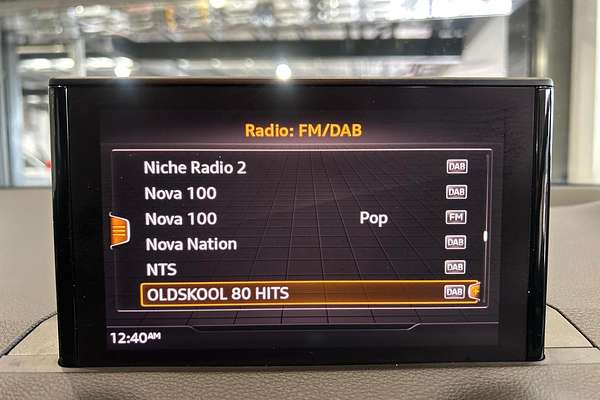 Radio: FM/DAB
Niche Radio 2 DAB
Nova 100 DAB
Nova 100 Pop FM
Nova Nation DAB
NTS DAB
OLDSKOOL 80 HITS DAB
12:40AM